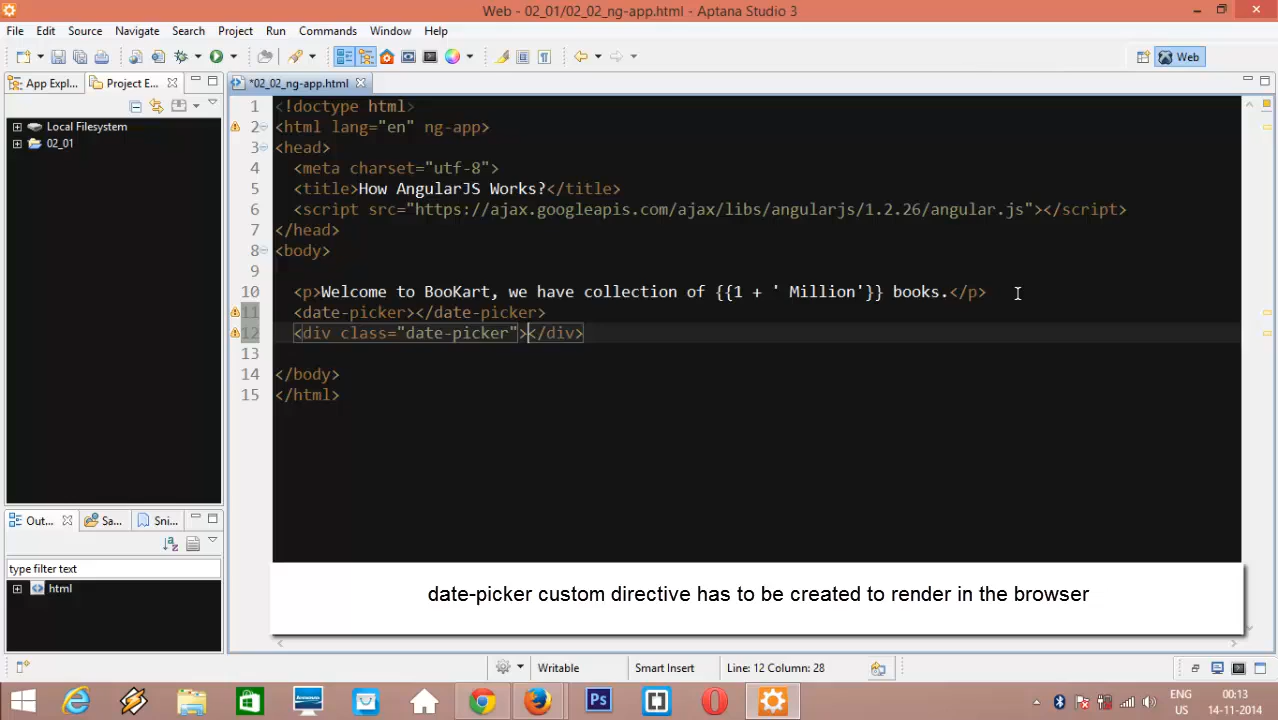 Web - 02_01/02_02_ng-app.html - Aptana Studio 3
File Edit Source Navigate Search Project Run Commands Window Help
Web
App Expl... Project E...
*02_02_ng-app.html
Local Filesystem
02_01
1 <!doctype html>
2 <html lang="en" ng-app>
3 <head>
4 <meta charset="utf-8">
5 <title>How AngularJS Works?</title>
6 <script src="https://ajax.googleapis.com/ajax/libs/angularjs/1.2.26/angular.js"></script>
7 </head>
8 <body>
9
10 <p>Welcome to BooKart, we have collection of {{1 + ' Million'}} books.</p>
11 <date-picker></date-picker>
12 <div class="date-picker"></div>
13
14 </body>
15 </html>
Out... Sa... Sni...
type filter text
html
date-picker custom directive has to be created to render in the browser
Writable Smart Insert Line: 12 Column: 28
Ps
ENG
US
00:13
14-11-2014